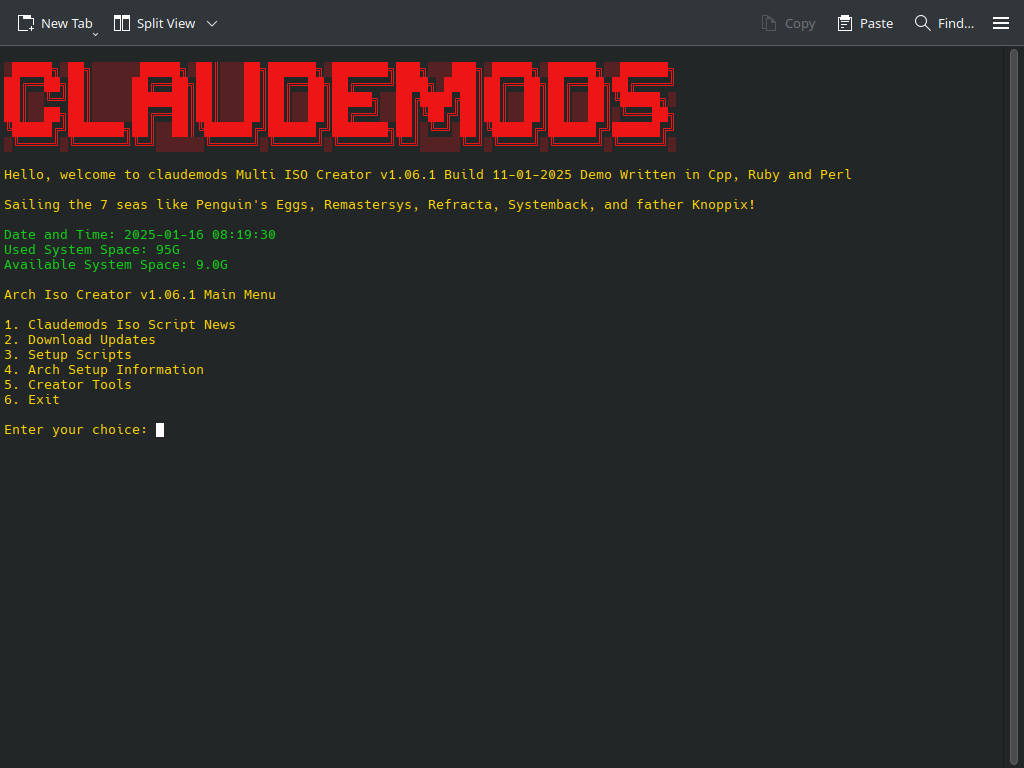 New Tab Split View Copy Paste Find...
CLAUDEMODS
Hello, welcome to claudemods Multi ISO Creator v1.06.1 Build 11-01-2025 Demo Written in Cpp, Ruby and Perl
Sailing the 7 seas like Penguin's Eggs, Remastersys, Refracta, Systemback, and father Knoppix!
Date and Time: 2025-01-16 08:19:30
Used System Space: 95G
Available System Space: 9.0G
Arch Iso Creator v1.06.1 Main Menu
1. Claudemods Iso Script News
2. Download Updates
3. Setup Scripts
4. Arch Setup Information
5. Creator Tools
6. Exit
Enter your choice: